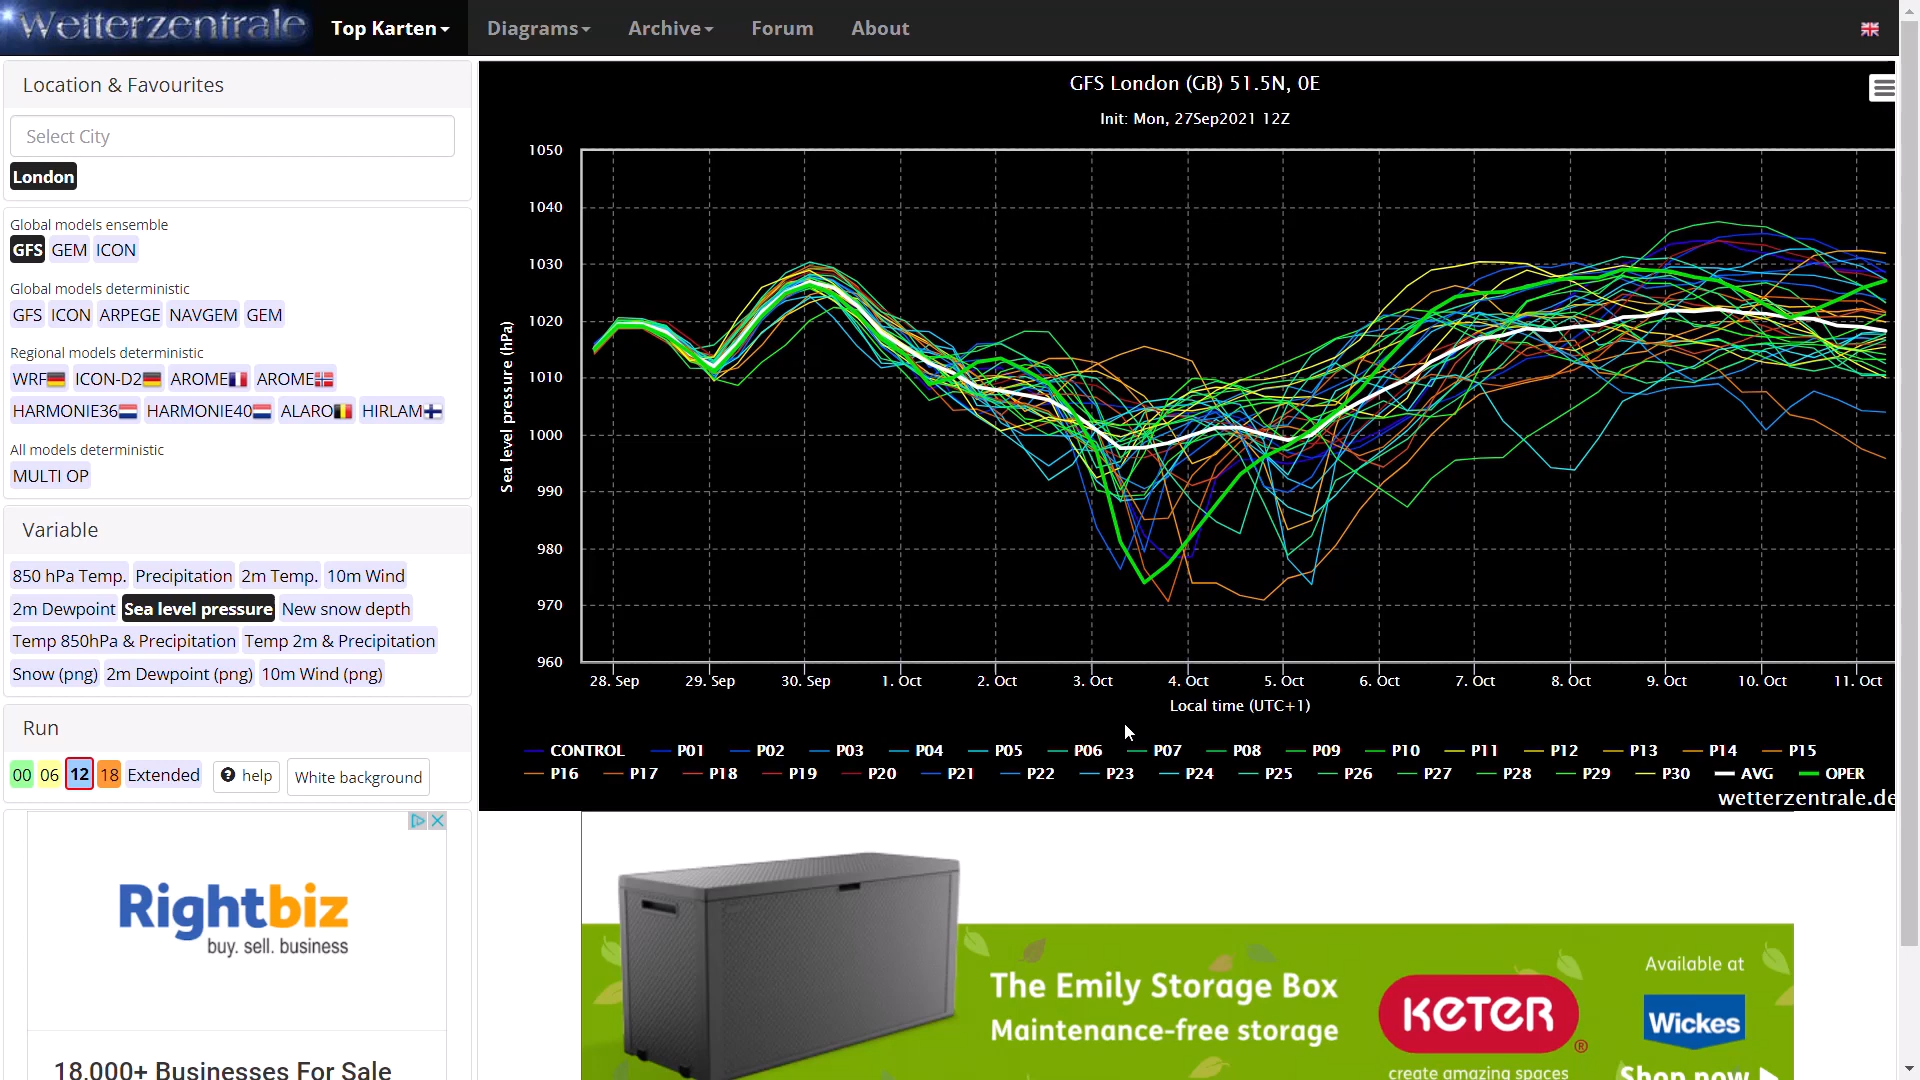 Wetterzentrale
Top Karten
Diagrams
Archive
Forum
About
Location & Favourites
Select City
London
Global models ensemble
GFS GEM ICON
Global models deterministic
GFS ICON ARPEGE NAVGEM GEM
Regional models deterministic
WRF ICON-D2 AROME AROME
HARMONIE36 HARMONIE40 ALARO HIRLAM
All models deterministic
MULTI OP
Variable
850 hPa Temp. Precipitation 2m Temp. 10m Wind
2m Dewpoint Sea level pressure New snow depth
Temp 850hPa & Precipitation Temp 2m & Precipitation
Snow (png) 2m Dewpoint (png) 10m Wind (png)
Run
00 06 12 18 Extended help White background
GFS London (GB) 51.5N, 0E
Init: Mon, 27Sep2021 12Z
Sea level pressure (hPa)
1050
1040
1030
1020
1010
1000
990
980
970
960
28. Sep 29. Sep 30. Sep 1. Oct 2. Oct 3. Oct 4. Oct 5. Oct 6. Oct 7. Oct 8. Oct 9. Oct 10. Oct 11. Oct
Local time (UTC+1)
CONTROL P01 P02 P03 P04 P05 P06 P07 P08 P09 P10 P11 P12 P13 P14 P15
P16 P17 P18 P19 P20 P21 P22 P23 P24 P25 P26 P27 P28 P29 P30 AVG OPER
wetterzentrale.de
Rightbiz
buy. sell. business
18,000+ Businesses For Sale
The Emily Storage Box
Maintenance-free storage
KETER
®
create amazing spaces
Available at
Wickes
Shop now